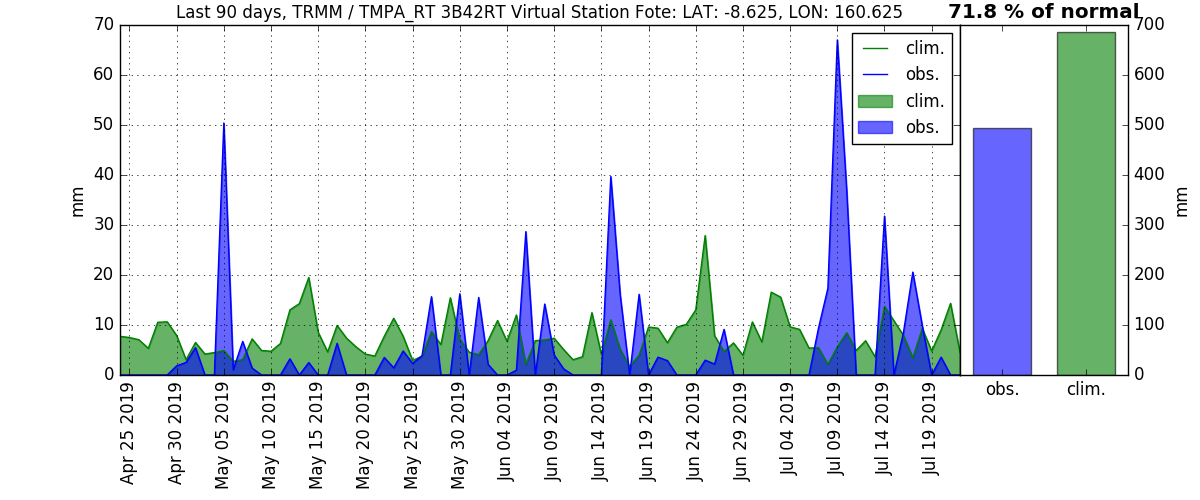 Last 90 days, TRMM / TMPA_RT 3B42RT Virtual Station Fote: LAT: -8.625, LON: 160.625
71.8 % of normal
70
60
50
40
30
20
10
0
mm
clim.
obs.
clim.
obs.
700
600
500
400
300
200
100
0
mm
Apr 25 2019
Apr 30 2019
May 05 2019
May 10 2019
May 15 2019
May 20 2019
May 25 2019
May 30 2019
Jun 04 2019
Jun 09 2019
Jun 14 2019
Jun 19 2019
Jun 24 2019
Jun 29 2019
Jul 04 2019
Jul 09 2019
Jul 14 2019
Jul 19 2019
obs.
clim.